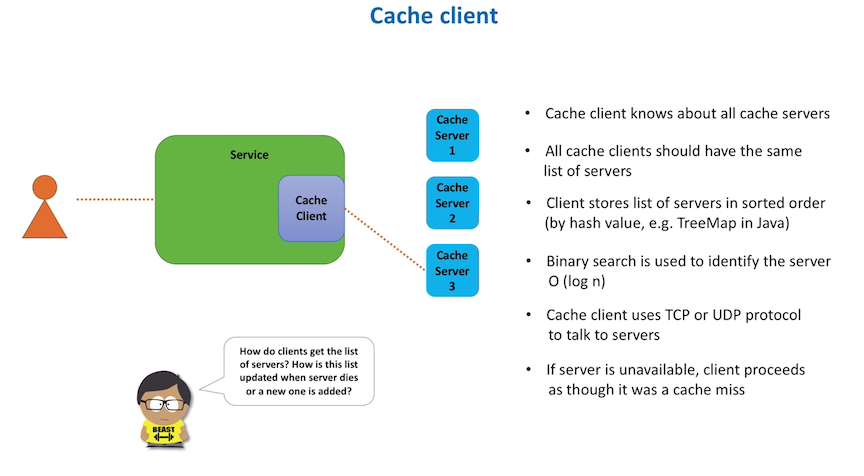 Cache client
Service
Cache
Client
Cache
Server
1
Cache
Server
2
Cache
Server
3
• Cache client knows about all cache servers
• All cache clients should have the same
list of servers
• Client stores list of servers in sorted order
(by hash value, e.g. TreeMap in Java)
• Binary search is used to identify the server
O (log n)
• Cache client uses TCP or UDP protocol
to talk to servers
• If server is unavailable, client proceeds
as though it was a cache miss
How do clients get the list
of servers? How is this list
updated when server dies
or a new one is added?
BEAST